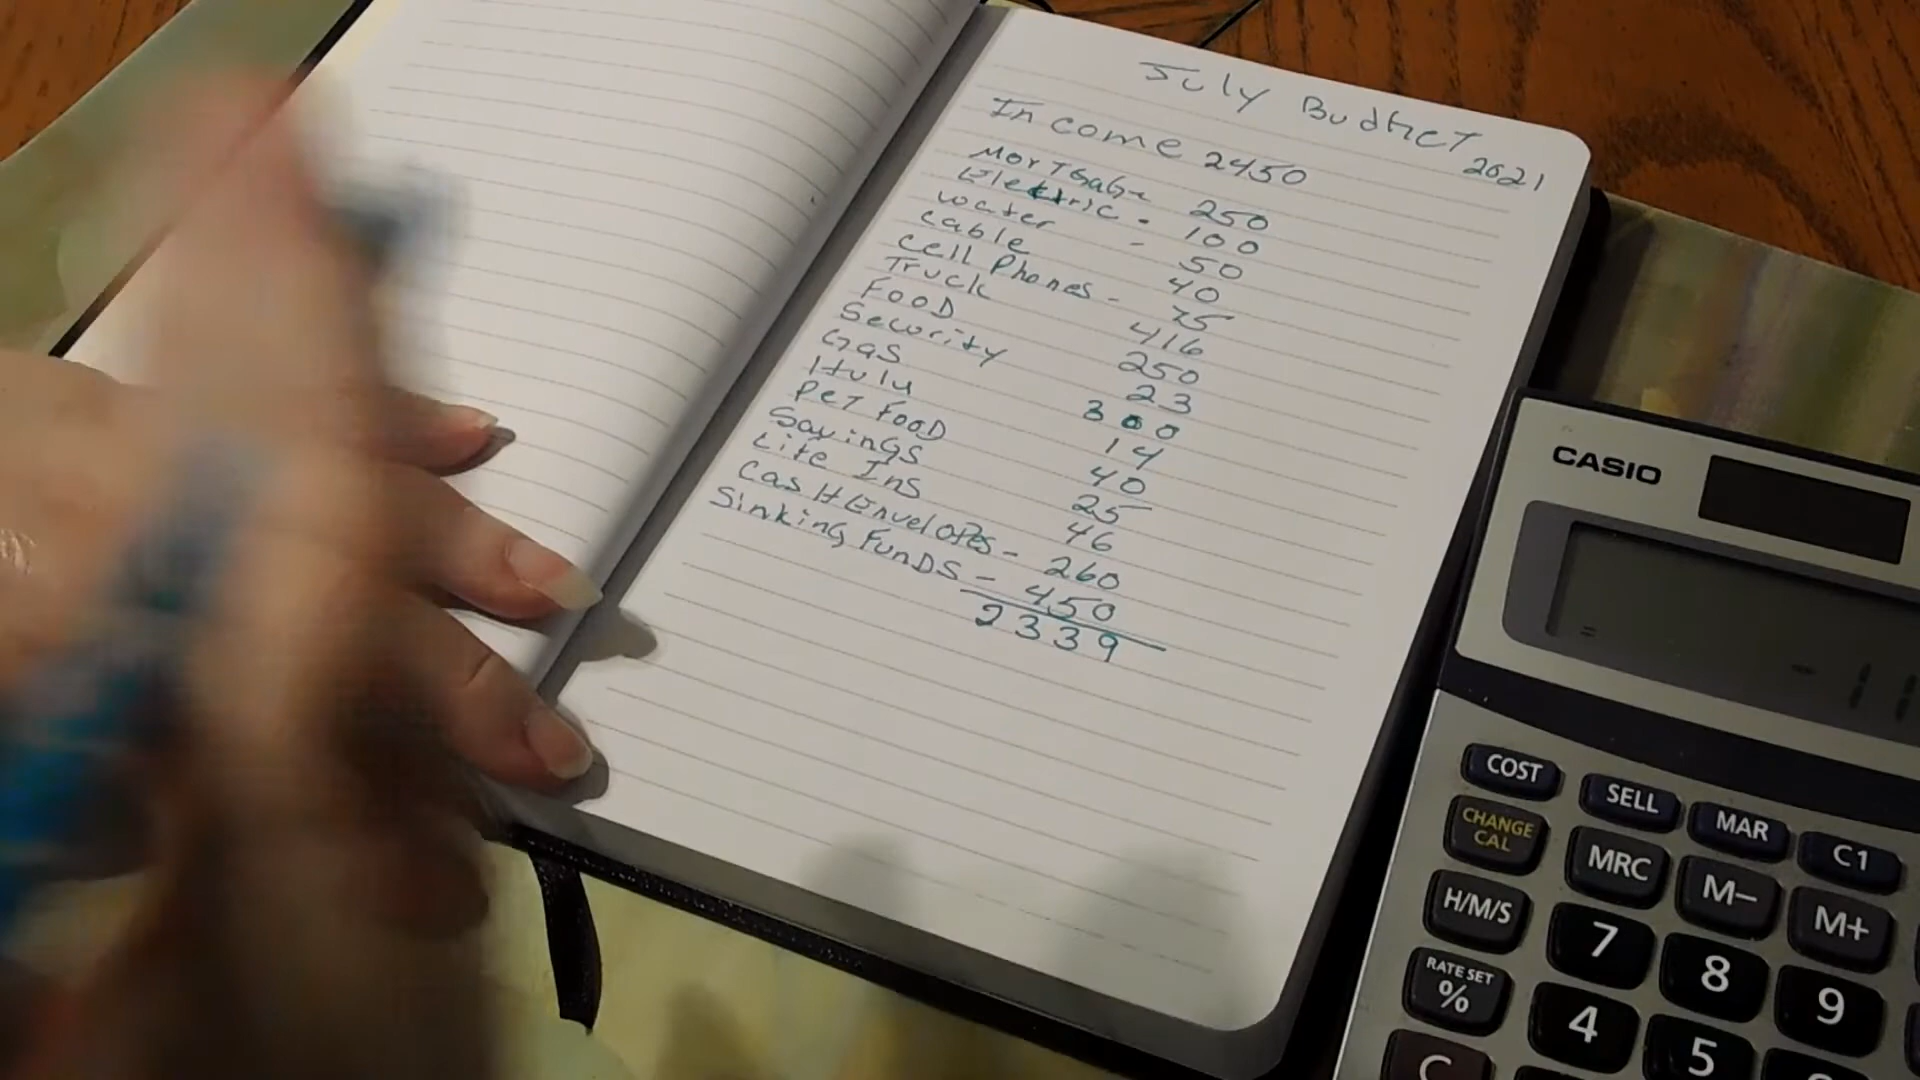 July Budget
2021
Income 2450
Mortgage 250
Electric - 100
Water - 50
Cable 40
Cell Phones - 75
Truck 416
Food 250
Security 23
Gas 300
Hulu 14
Pet Food 40
Savings 25
Life Ins 46
Cash Envelopes - 260
Sinking Funds - 450
2339
CASIO
COST
SELL
MAR
C1
CHANGE
CAL
MRC
M−
M+
H/M/S
7
8
9
RATE SET
%
4
5
C